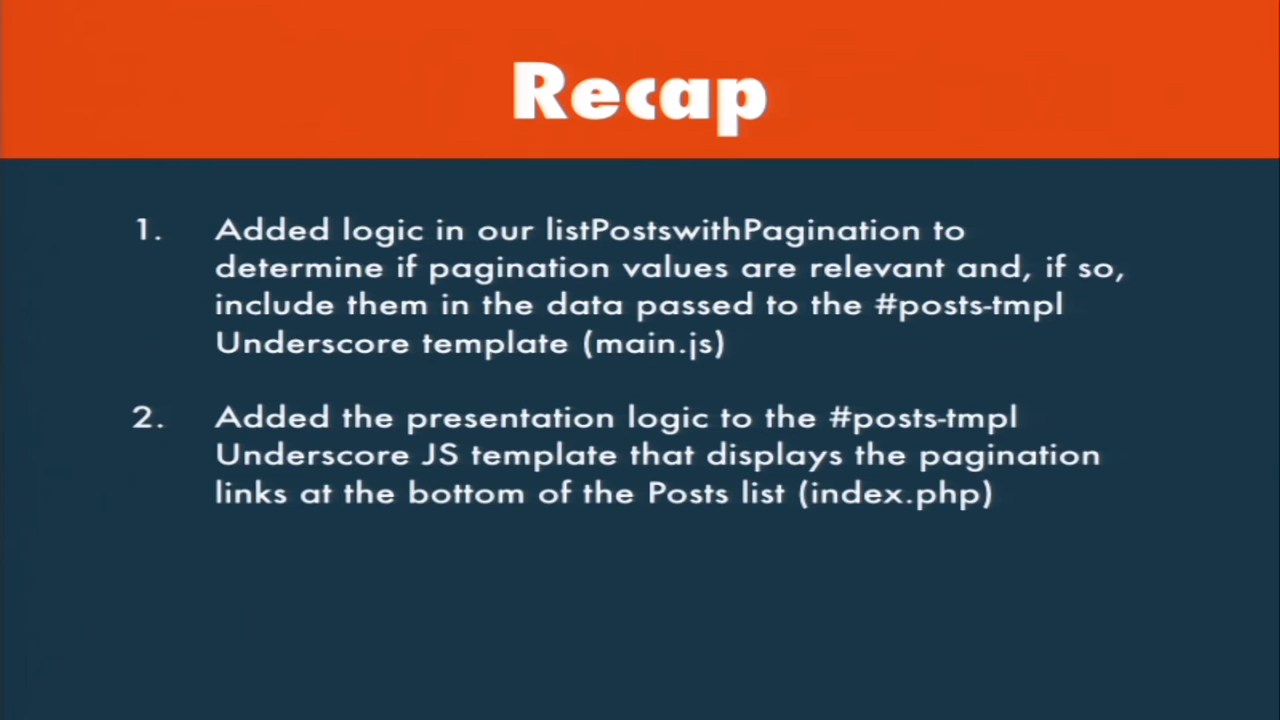 Recap
1. Added logic in our listPostswithPagination to
determine if pagination values are relevant and, if so,
include them in the data passed to the #posts-tmpl
Underscore template (main.js)
2. Added the presentation logic to the #posts-tmpl
Underscore JS template that displays the pagination
links at the bottom of the Posts list (index.php)